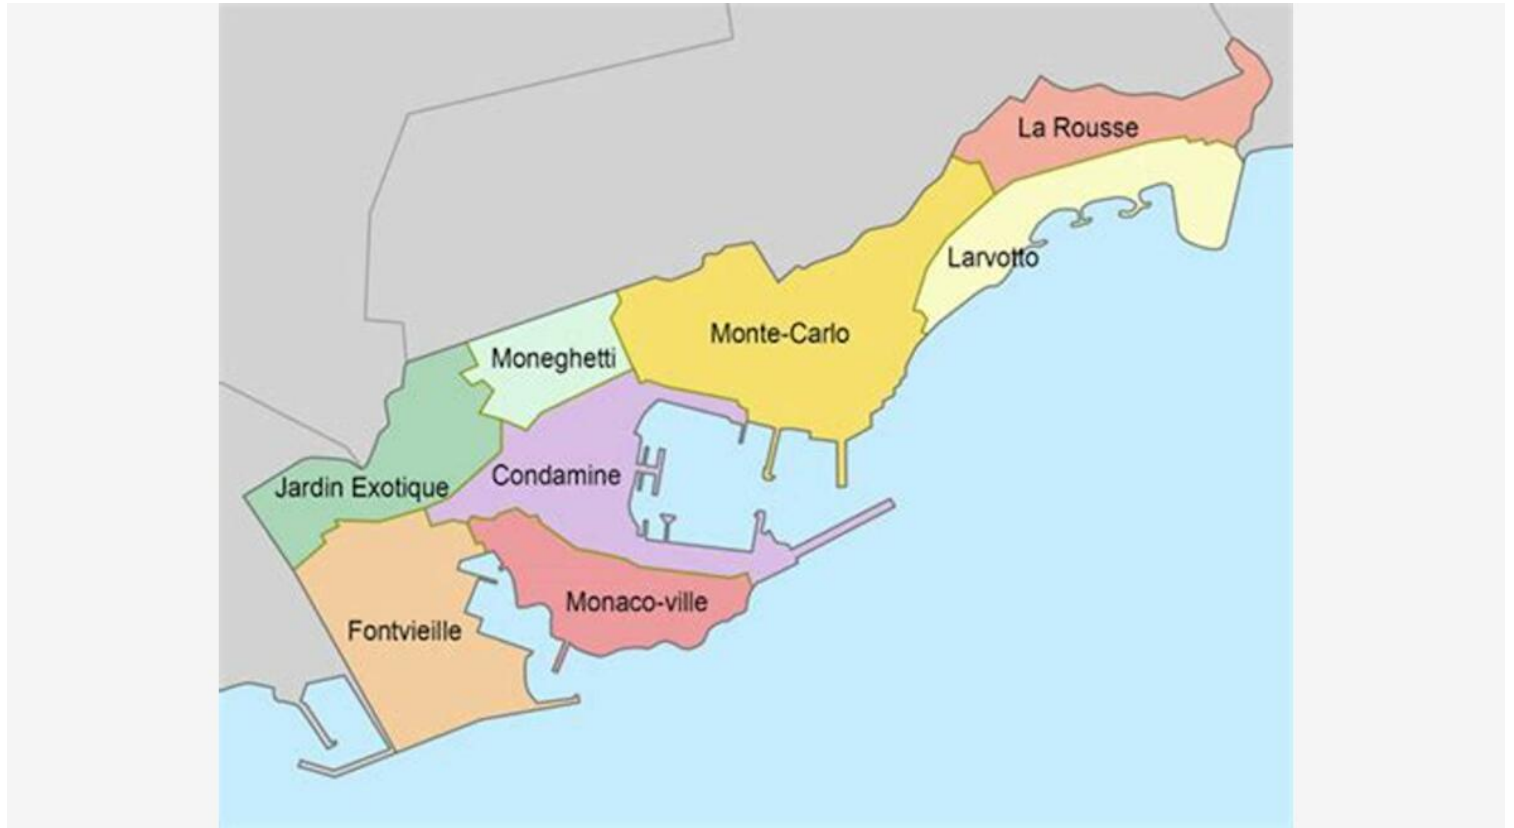 La Rousse
Larvotto
Monte-Carlo
Moneghetti
Condamine
Jardin Exotique
Monaco-ville
Fontvieille